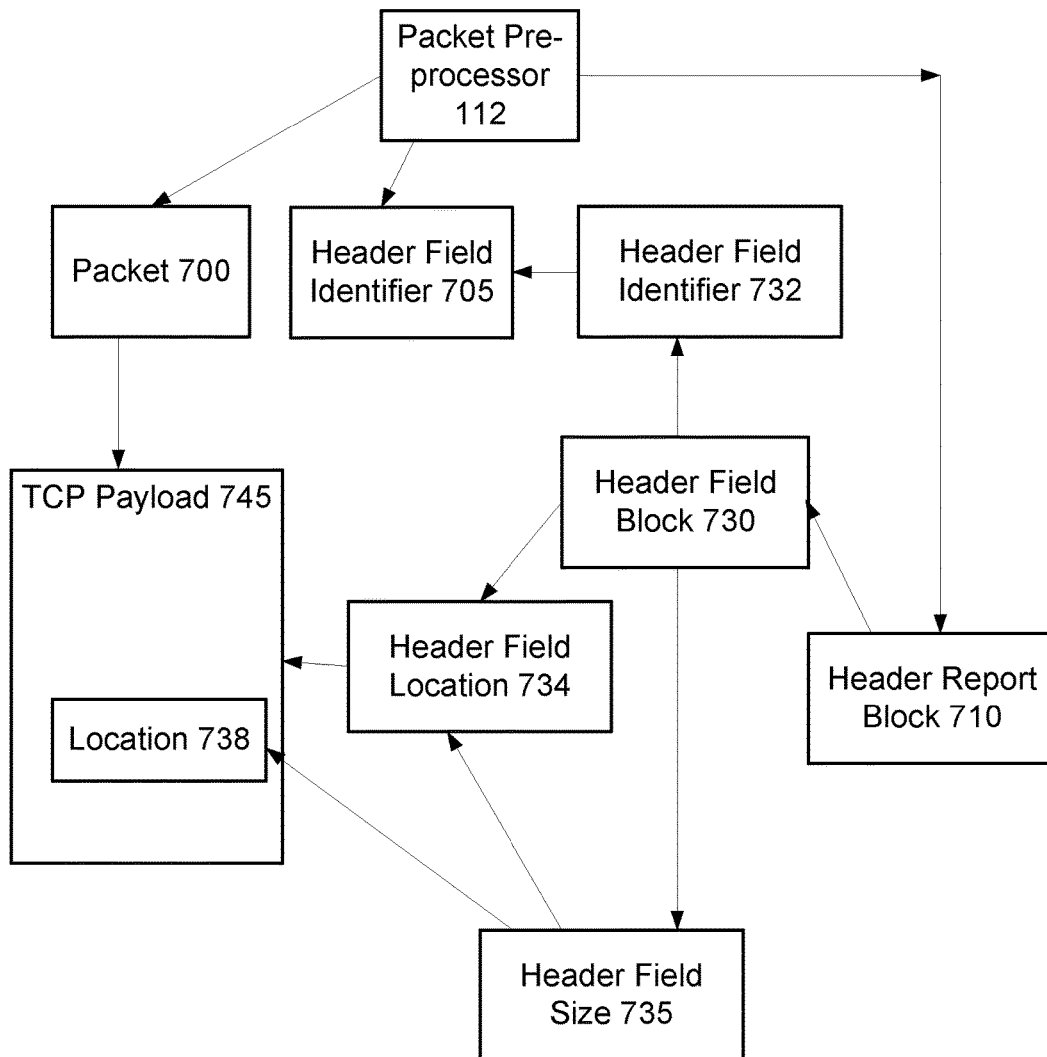 Packet Pre-
processor
112
Packet 700
Header Field
Identifier 705
Header Field
Identifier 732
TCP Payload 745
Header Field
Block 730
Header Field
Location 734
Header Report
Block 710
Location 738
Header Field
Size 735